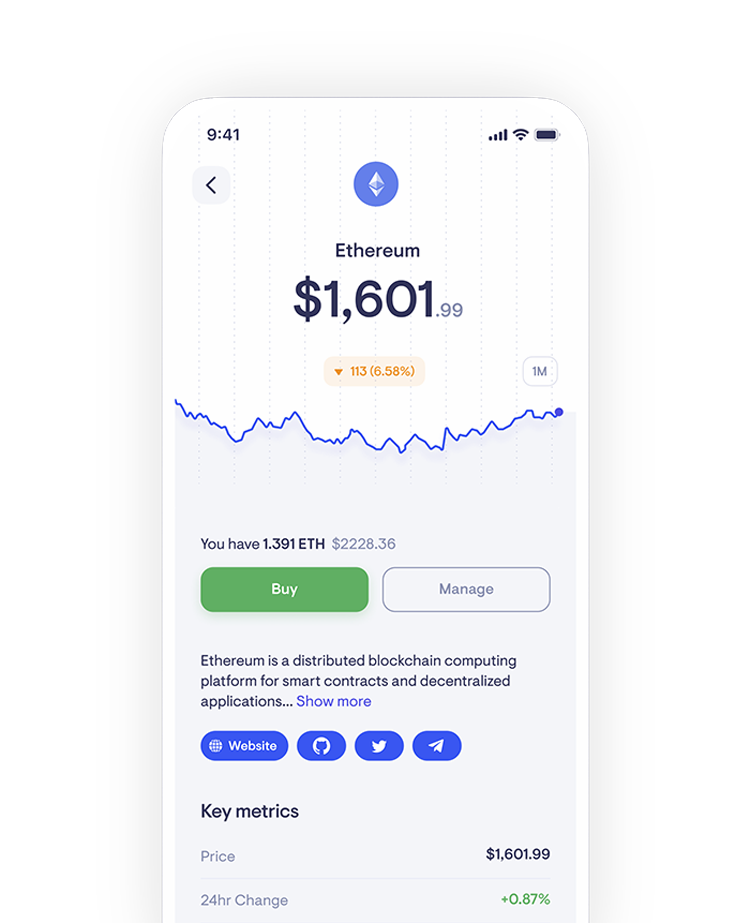 9:41
Ethereum
$1,601.99
113 (6.58%)
1M
You have 1.391 ETH $2228.36
Buy Manage
Ethereum is a distributed blockchain computing
platform for smart contracts and decentralized
applications... Show more
Website
Key metrics
Price $1,601.99
24hr Change +0.87%